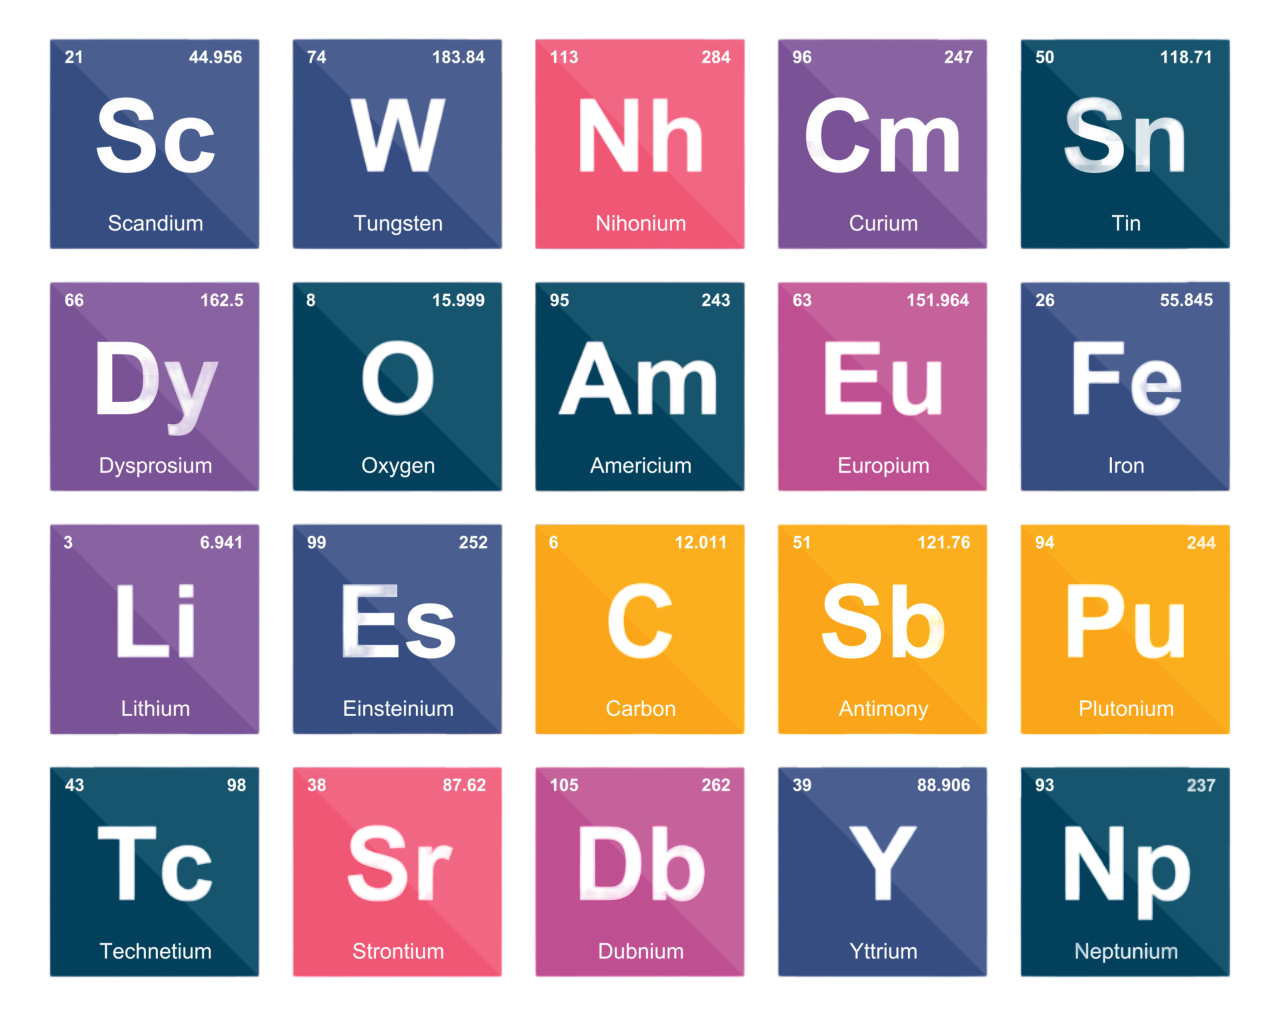 21 44.956
Sc
Scandium
74 183.84
W
Tungsten
113 284
Nh
Nihonium
96 247
Cm
Curium
50 118.71
Sn
Tin
66 162.5
Dy
Dysprosium
8 15.999
O
Oxygen
95 243
Am
Americium
63 151.964
Eu
Europium
26 55.845
Fe
Iron
3 6.941
Li
Lithium
99 252
Es
Einsteinium
6 12.011
C
Carbon
51 121.76
Sb
Antimony
94 244
Pu
Plutonium
43 98
Tc
Technetium
38 87.62
Sr
Strontium
105 262
Db
Dubnium
39 88.906
Y
Yttrium
93 237
Np
Neptunium